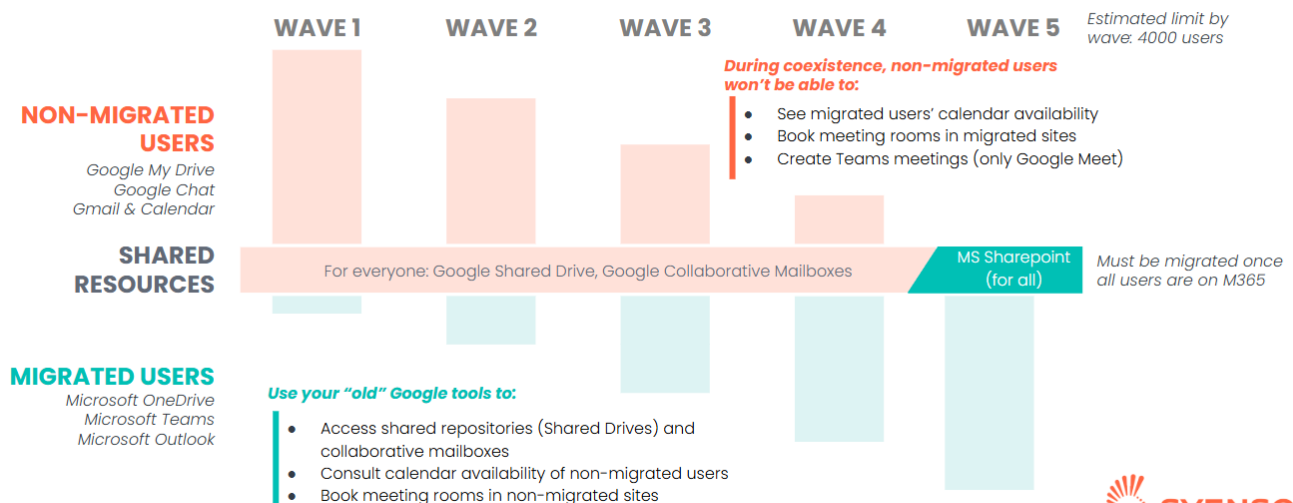 WAVE 1
WAVE 2
WAVE 3
WAVE 4
WAVE 5
Estimated limit by
wave: 4000 users
During coexistence, non-migrated users
won't be able to:
• See migrated users' calendar availability
• Book meeting rooms in migrated sites
• Create Teams meetings (only Google Meet)
NON-MIGRATED
USERS
Google My Drive
Google Chat
Gmail & Calendar
SHARED
RESOURCES
For everyone: Google Shared Drive, Google Collaborative Mailboxes
MS Sharepoint
(for all)
Must be migrated once
all users are on M365
MIGRATED USERS
Microsoft OneDrive
Microsoft Teams
Microsoft Outlook
Use your “old” Google tools to:
• Access shared repositories (Shared Drives) and
collaborative mailboxes
• Consult calendar availability of non-migrated users
• Book meeting rooms in non-migrated sites